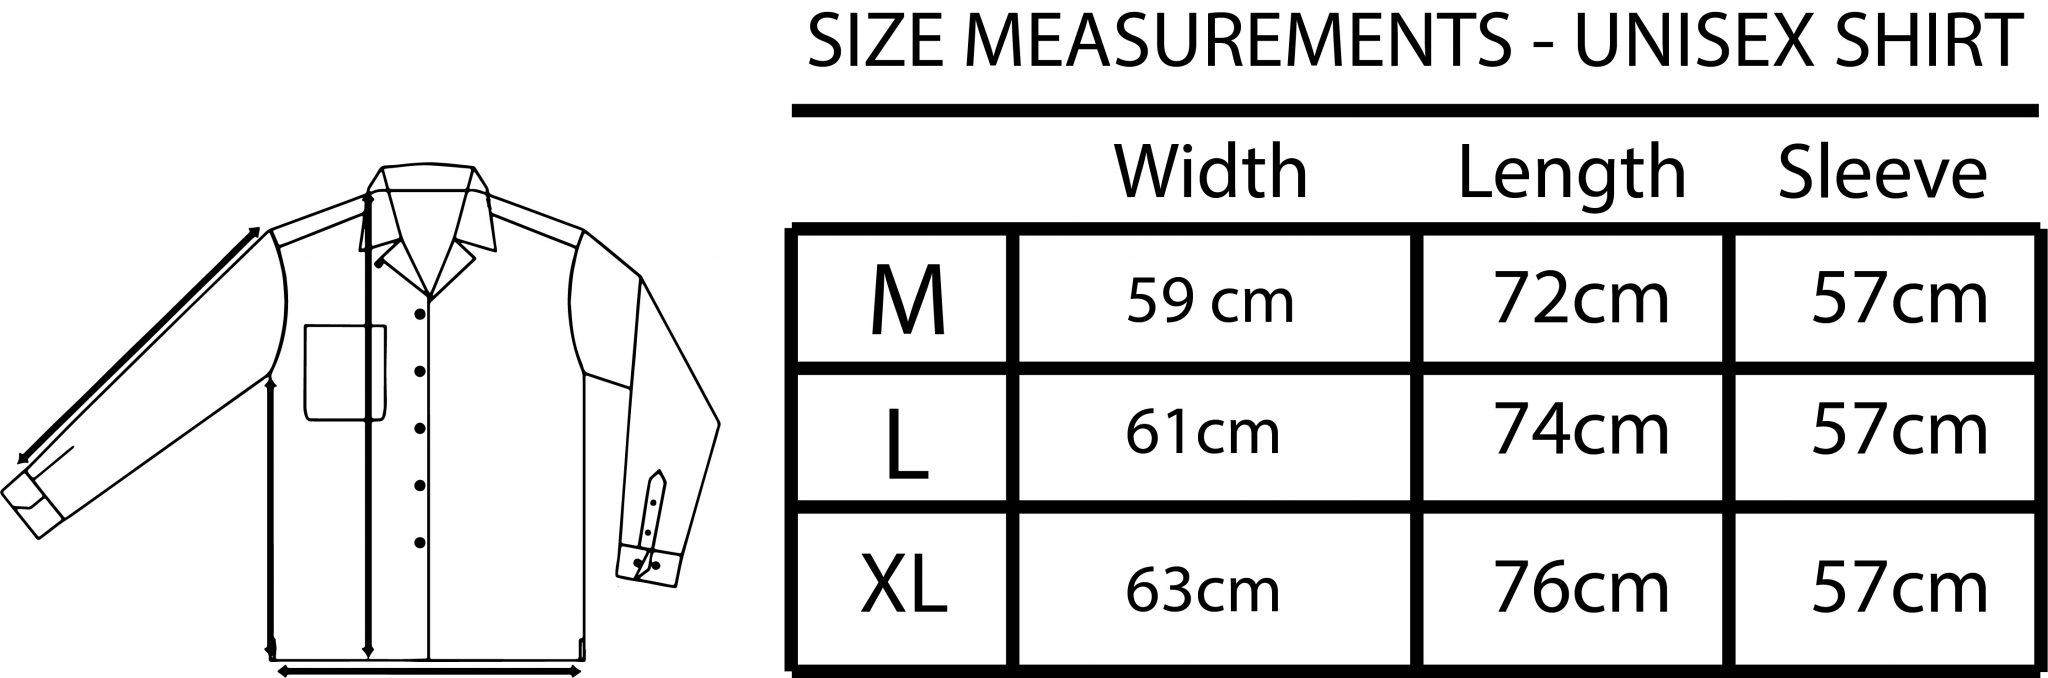 SIZE MEASUREMENTS - UNISEX SHIRT
Width Length Sleeve
M 59 cm 72cm 57cm
L 61cm 74cm 57cm
XL 63cm 76cm 57cm